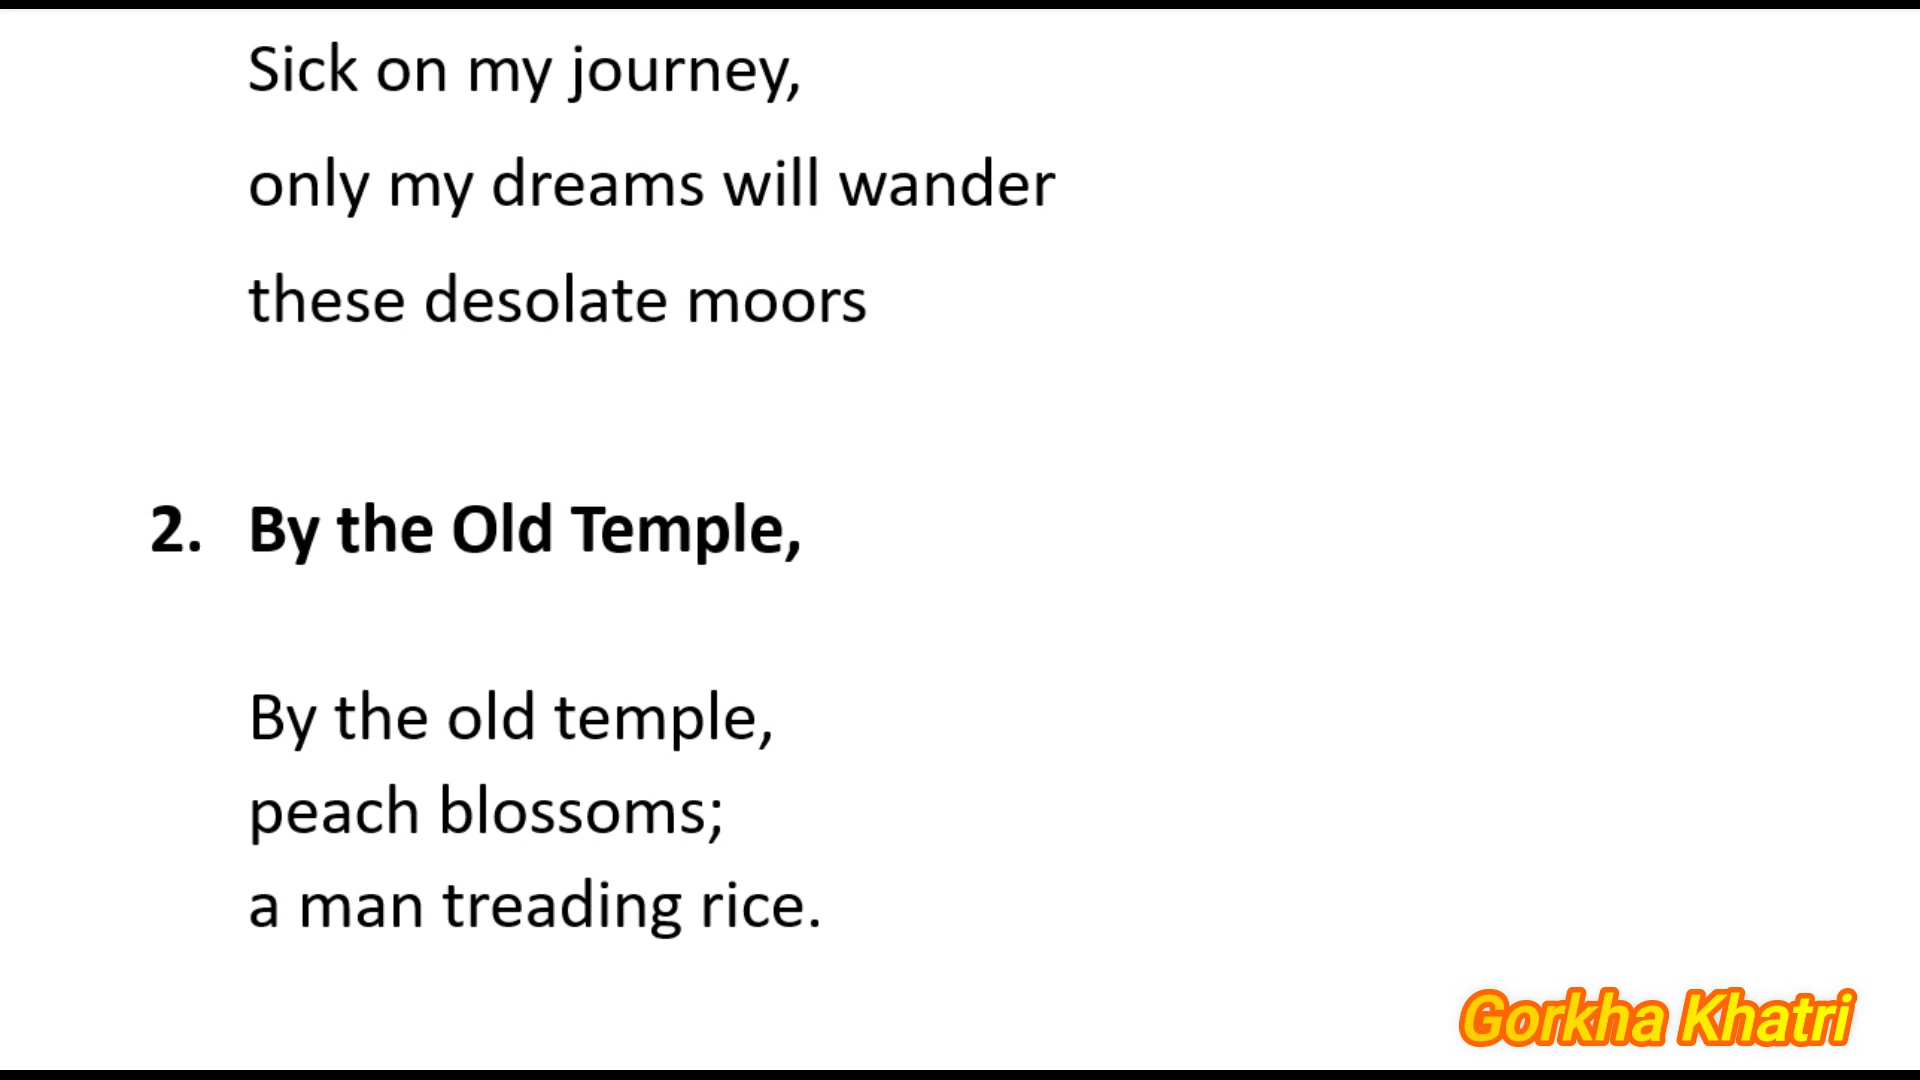 Sick on my journey,
only my dreams will wander
these desolate moors
2. By the Old Temple,
By the old temple,
peach blossoms;
a man treading rice.
Gorkha Khatri